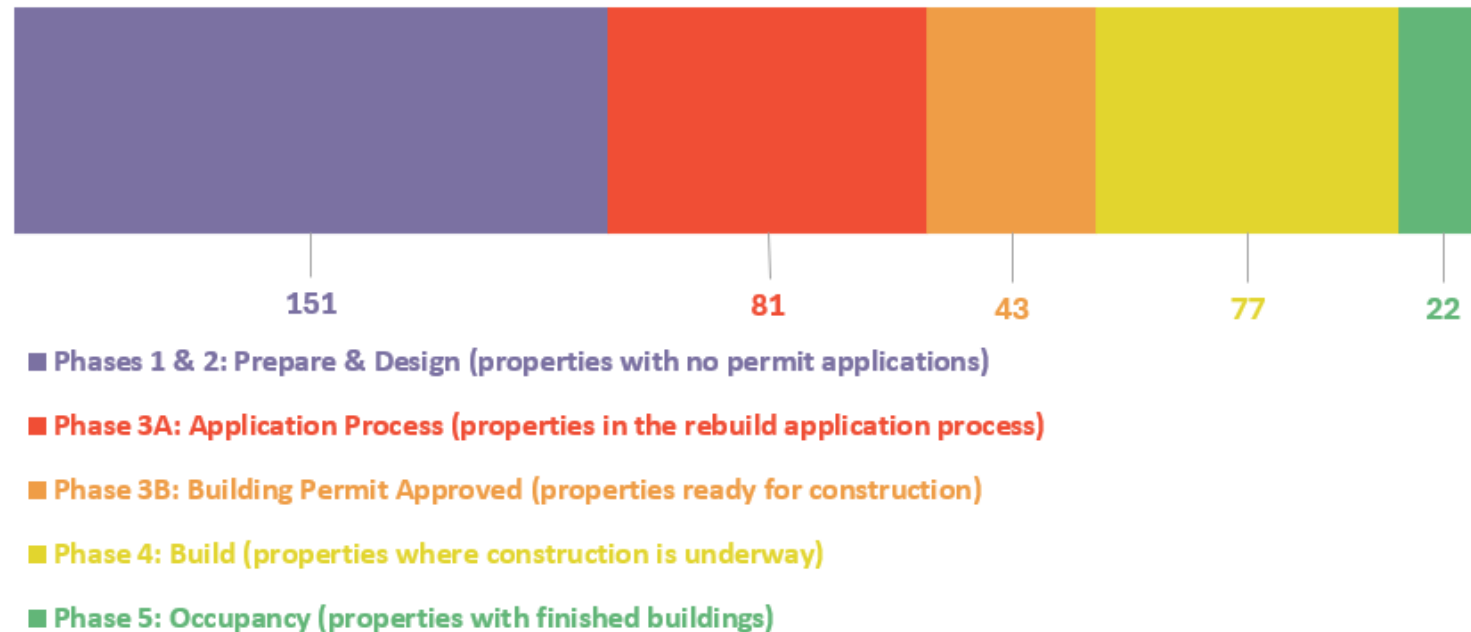 151
81
43
77
22
Phases 1 & 2: Prepare & Design (properties with no permit applications)
Phase 3A: Application Process (properties in the rebuild application process)
Phase 3B: Building Permit Approved (properties ready for construction)
Phase 4: Build (properties where construction is underway)
Phase 5: Occupancy (properties with finished buildings)